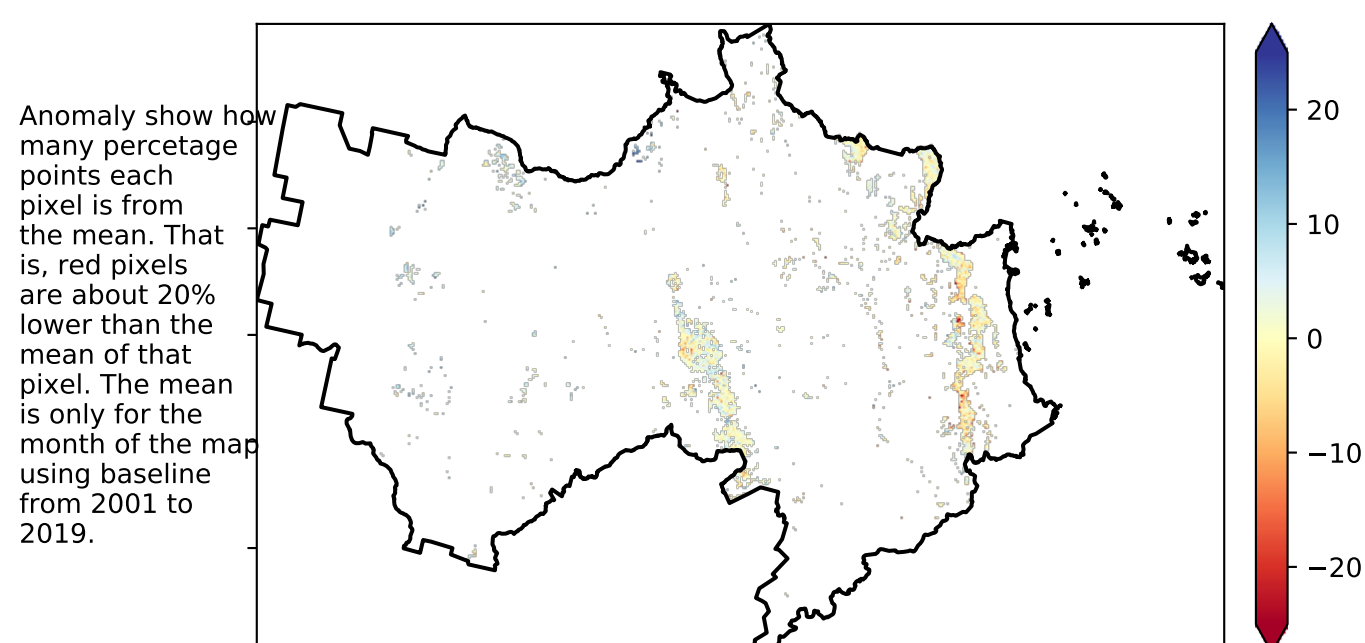 Anomaly show how
many percetage
points each
pixel is from
the mean. That
is, red pixels
are about 20%
lower than the
mean of that
pixel. The mean
is only for the
month of the map
using baseline
from 2001 to
2019.
20
10
0
−10
−20